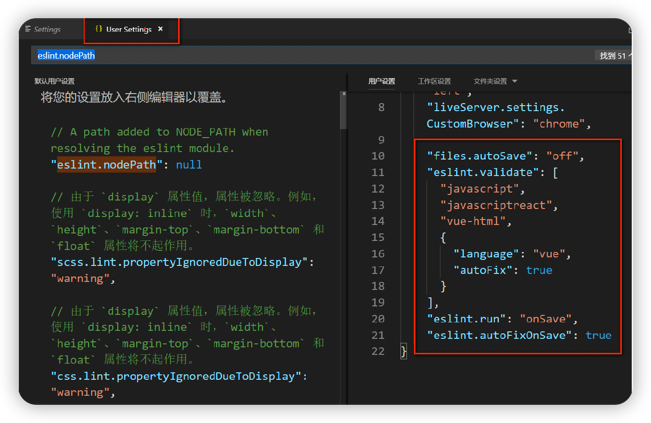 Settings
{} User Settings ×
eslint.nodePath
找到 51 个
默认用户设置
将您的设置放入右侧编辑器以覆盖。
// A path added to NODE_PATH when
resolving the eslint module.
"eslint.nodePath": null
// 由于 `display` 属性值，属性被忽略。例如，
使用 `display: inline` 时，`width`、
`height`、`margin-top`、`margin-bottom` 和
`float` 属性将不起作用。
"scss.lint.propertyIgnoredDueToDisplay":
"warning",
// 由于 `display` 属性值，属性被忽略。例如，
使用 `display: inline` 时，`width`、
`height`、`margin-top`、`margin-bottom` 和
`float` 属性将不起作用。
"css.lint.propertyIgnoredDueToDisplay":
"warning",
用户设置 工作区设置 文件夹设置
"left",
8 "liveServer.settings.
CustomBrowser": "chrome",
9
10 "files.autoSave": "off",
11 "eslint.validate": [
12 "javascript",
13 "javascriptreact",
14 "vue-html",
15 {
16 "language": "vue",
17 "autoFix": true
18 }
19 ],
20 "eslint.run": "onSave",
21 "eslint.autoFixOnSave": true
22 }